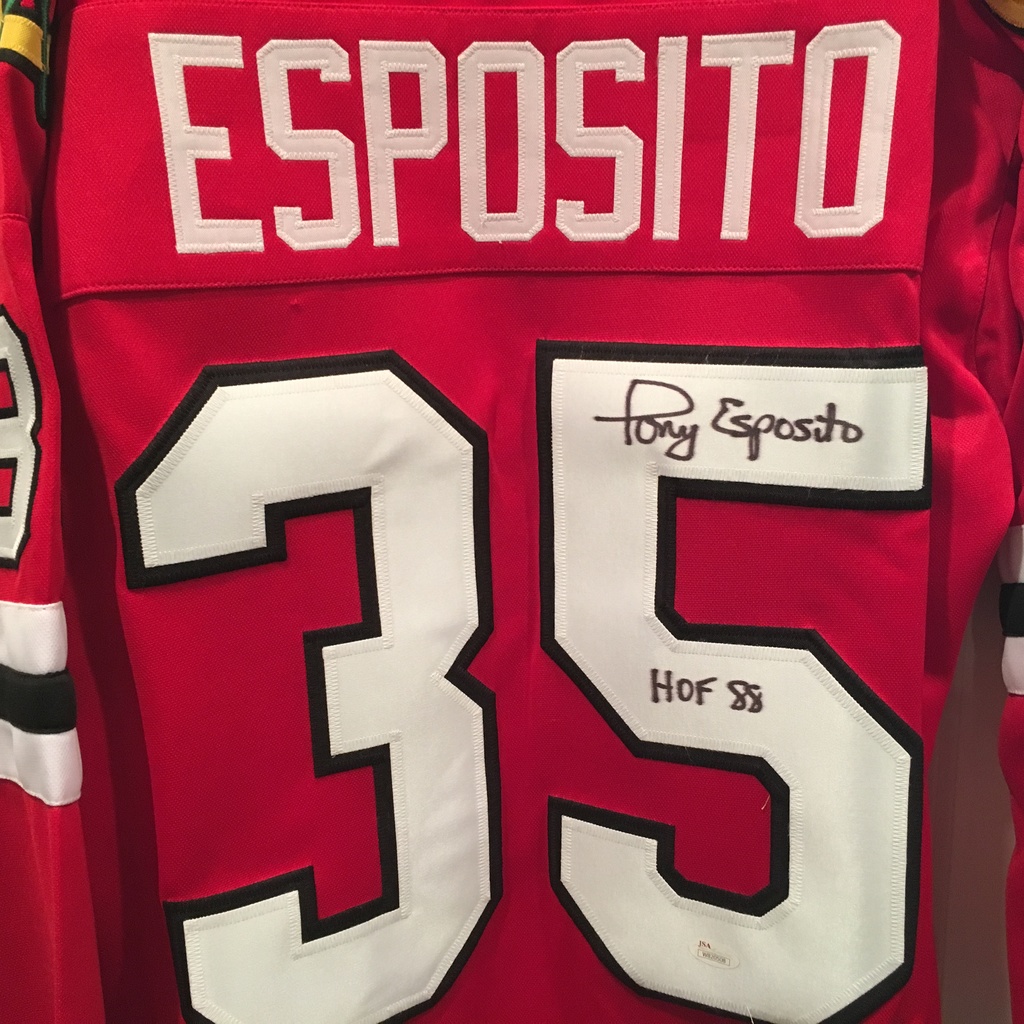 ESPOSITO
35
Tony Esposito
HOF 88
JSA